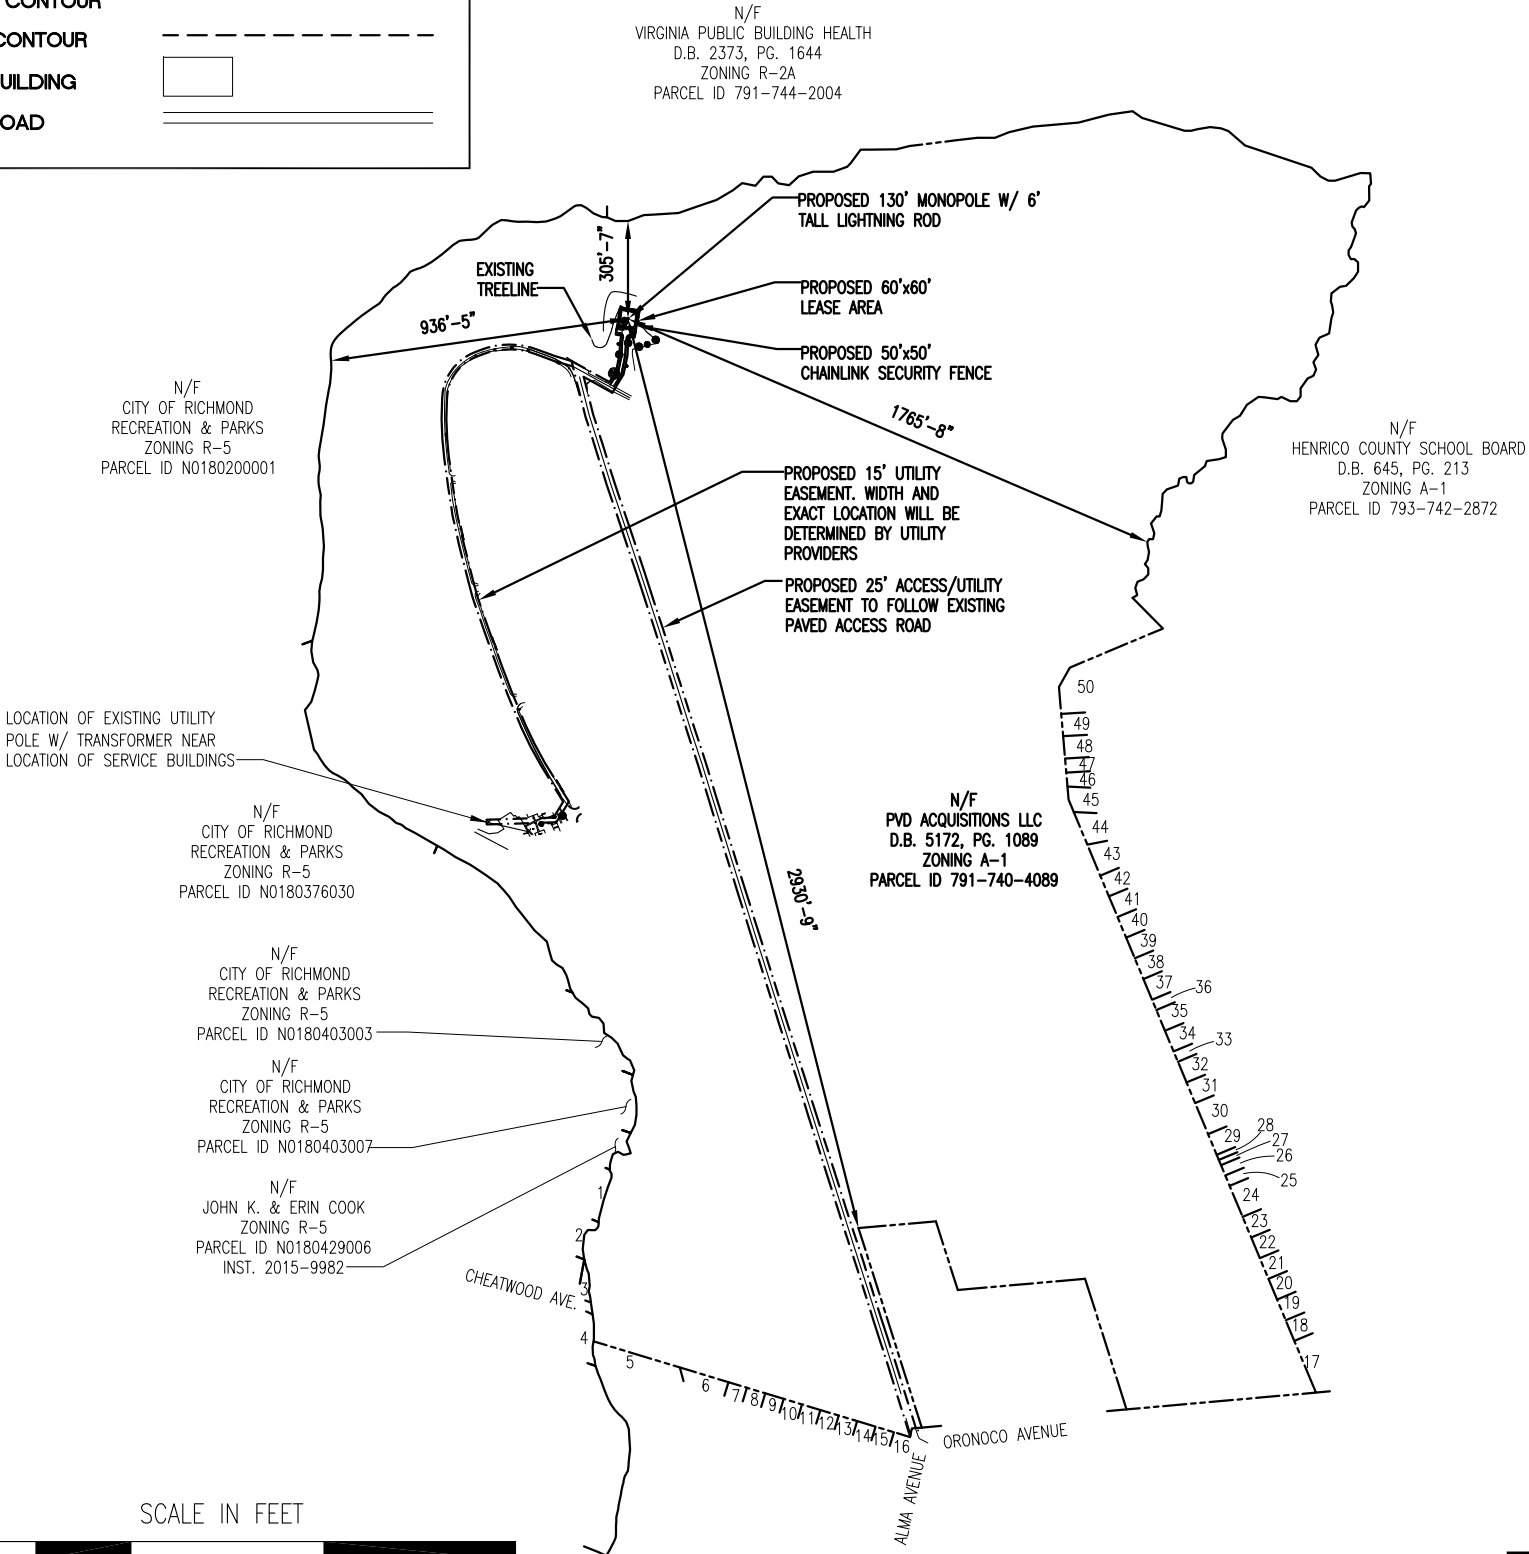 CONTOUR
CONTOUR
UILDING
OAD
N/F
VIRGINIA PUBLIC BUILDING HEALTH
D.B. 2373, PG. 1644
ZONING R-2A
PARCEL ID 791-744-2004
PROPOSED 130' MONOPOLE W/ 6'
TALL LIGHTNING ROD
305'-7"
EXISTING
TREELINE
PROPOSED 60'x60'
LEASE AREA
936'-5"
PROPOSED 50'x50'
CHAINLINK SECURITY FENCE
N/F
CITY OF RICHMOND
RECREATION & PARKS
ZONING R-5
PARCEL ID N0180200001
1765'-8"
N/F
HENRICO COUNTY SCHOOL BOARD
D.B. 645, PG. 213
ZONING A-1
PARCEL ID 793-742-2872
PROPOSED 15' UTILITY
EASEMENT. WIDTH AND
EXACT LOCATION WILL BE
DETERMINED BY UTILITY
PROVIDERS
PROPOSED 25' ACCESS/UTILITY
EASEMENT TO FOLLOW EXISTING
PAVED ACCESS ROAD
LOCATION OF EXISTING UTILITY
POLE W/ TRANSFORMER NEAR
LOCATION OF SERVICE BUILDINGS
N/F
CITY OF RICHMOND
RECREATION & PARKS
ZONING R-5
PARCEL ID N0180376030
N/F
PVD ACQUISITIONS LLC
D.B. 5172, PG. 1089
ZONING A-1
PARCEL ID 791-740-4089
2930'-9"
N/F
CITY OF RICHMOND
RECREATION & PARKS
ZONING R-5
PARCEL ID N0180403003
N/F
CITY OF RICHMOND
RECREATION & PARKS
ZONING R-5
PARCEL ID N0180403007
N/F
JOHN K. & ERIN COOK
ZONING R-5
PARCEL ID N0180429006
INST. 2015-9982
50
49
48
47
46
45
44
43
42
41
40
39
38
37
36
35
34
33
32
31
30
29
28
27
26
25
24
23
22
21
20
19
18
17
1
2
3
CHEATWOOD AVE.
4
5
6
7
8
9
10
11
12
13
14
15
16
ORONOCO AVENUE
ALMA AVENUE
SCALE IN FEET